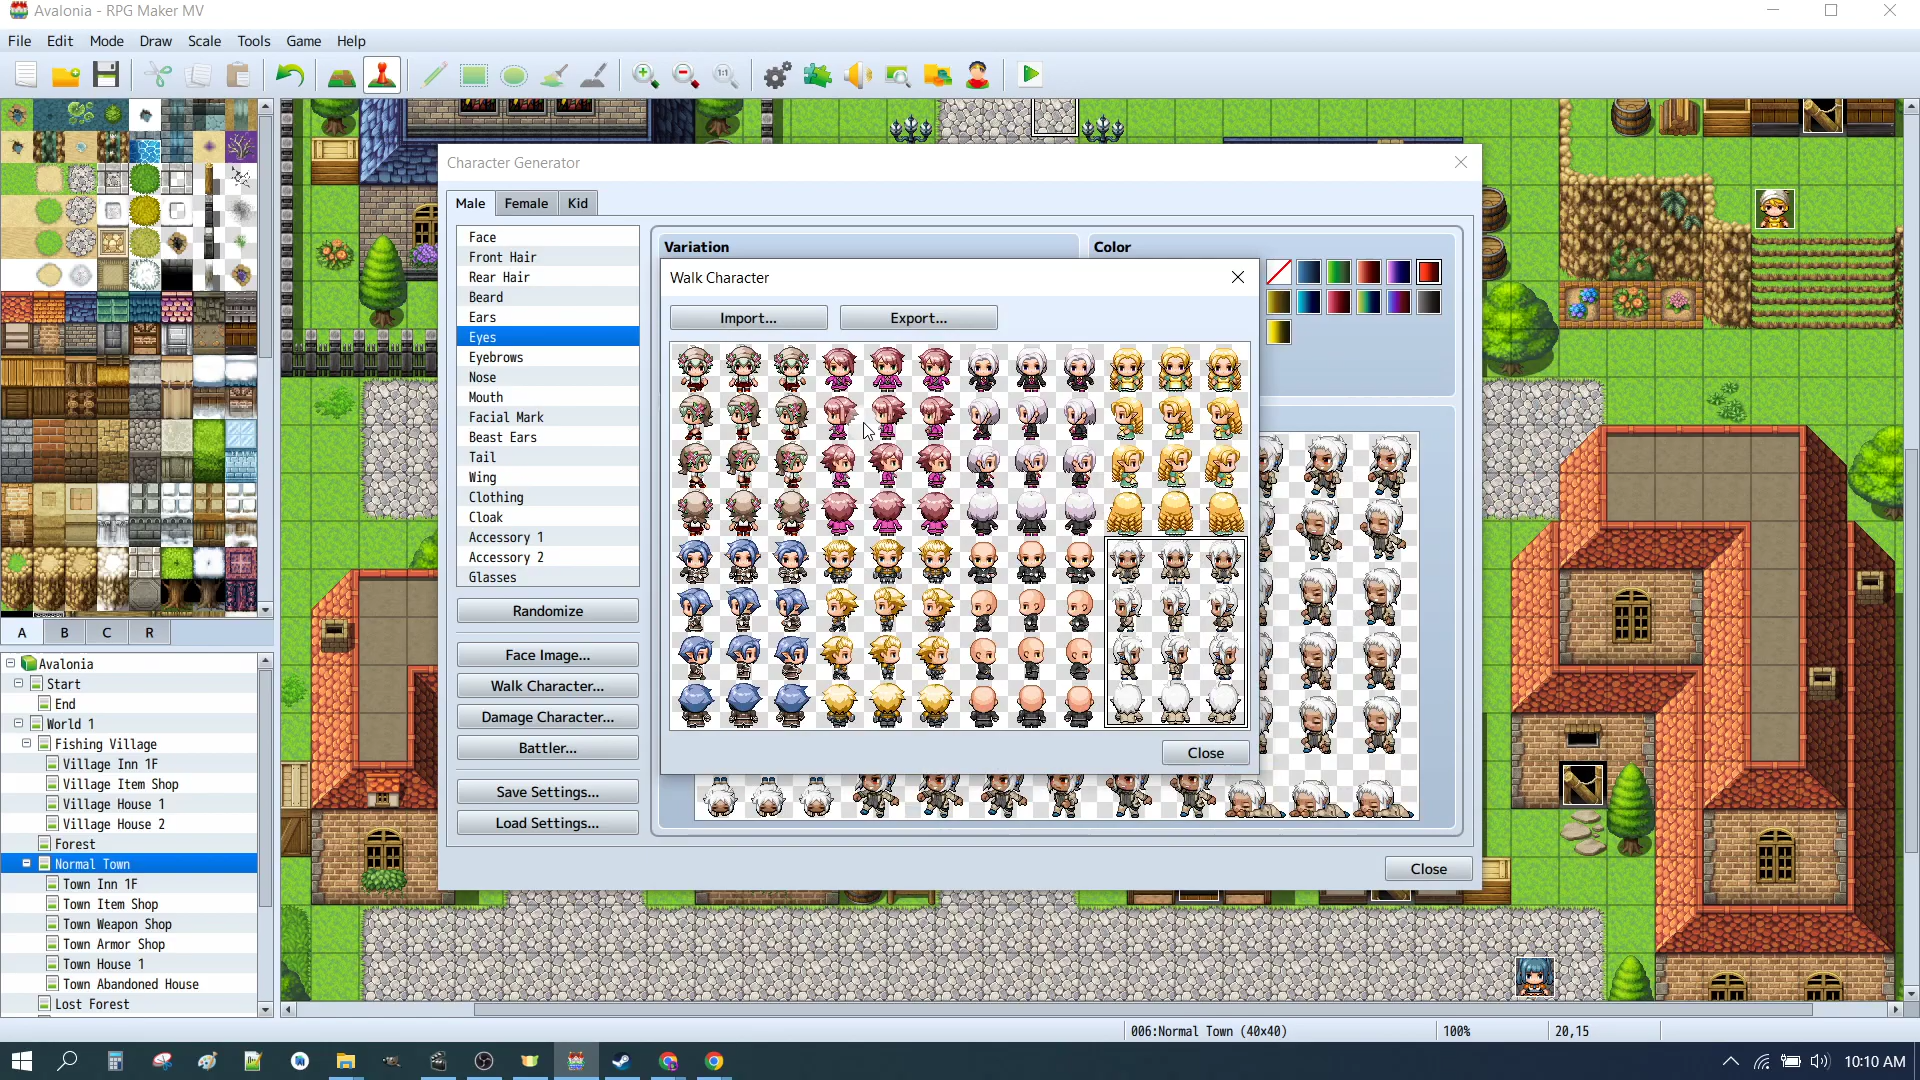 Avalonia - RPG Maker MV
File Edit Mode Draw Scale Tools Game Help
1:1
Character Generator
Male Female Kid
Face
Front Hair
Rear Hair
Beard
Ears
Eyes
Eyebrows
Nose
Mouth
Facial Mark
Beast Ears
Tail
Wing
Clothing
Cloak
Accessory 1
Accessory 2
Glasses
Randomize
Face Image...
Walk Character...
Damage Character...
Battler...
Save Settings...
Load Settings...
Variation
Color
Walk Character
Import... Export...
Close
Close
A B C R
Avalonia
Start
End
World 1
Fishing Village
Village Inn 1F
Village Item Shop
Village House 1
Village House 2
Forest
Normal Town
Town Inn 1F
Town Item Shop
Town Weapon Shop
Town Armor Shop
Town House 1
Town Abandoned House
Lost Forest
006:Normal Town (40x40) 100% 20,15
10:10 AM